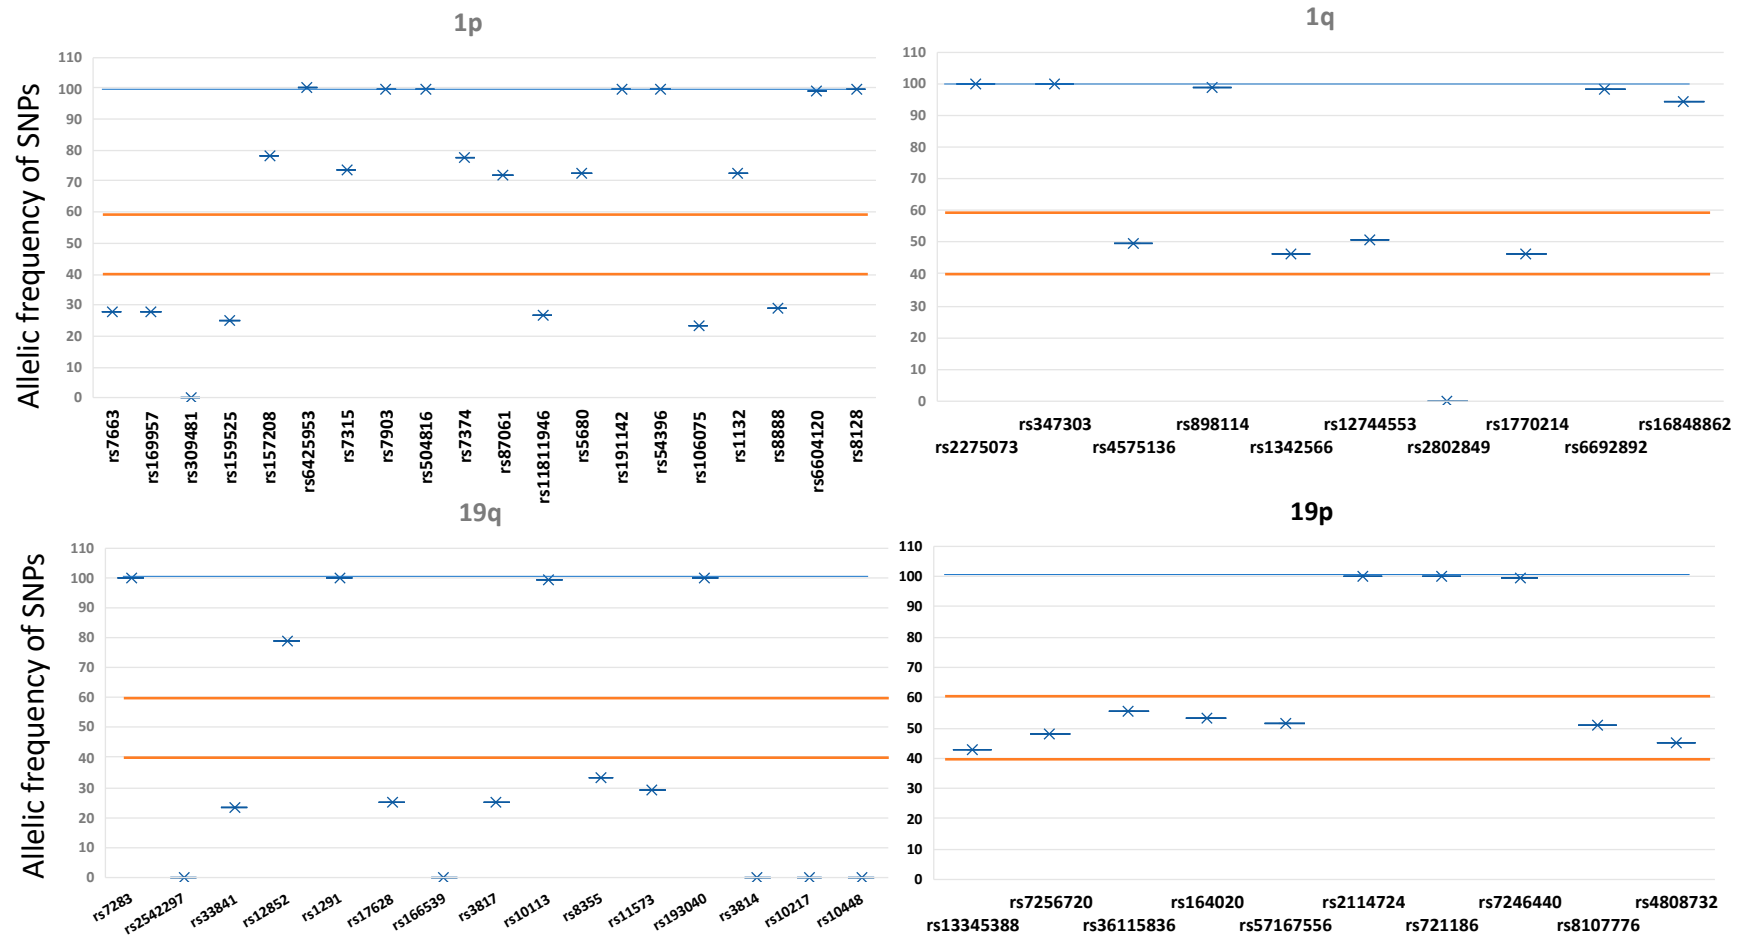 1p
Allelic frequency of SNPs
110
100
90
80
70
60
50
40
30
20
10
0
rs7663
rs169957
rs309481
rs159525
rs157208
rs6425953
rs7315
rs7903
rs504816
rs7374
rs87061
rs11811946
rs5680
rs191142
rs54396
rs106075
rs1132
rs8888
rs6604120
rs8128
1q
110
100
90
80
70
60
50
40
30
20
10
0
rs347303 rs898114 rs12744553 rs1770214 rs16848862
rs2275073 rs4575136 rs1342566 rs2802849 rs6692892
19q
Allelic frequency of SNPs
110
100
90
80
70
60
50
40
30
20
10
0
rs7283
rs2542297
rs33841
rs12852
rs1291
rs17628
rs166539
rs3817
rs10113
rs8355
rs11573
rs193040
rs3814
rs10217
rs10448
19p
110
100
90
80
70
60
50
40
30
20
10
0
rs7256720 rs164020 rs2114724 rs7246440 rs4808732
rs13345388 rs36115836 rs57167556 rs721186 rs8107776